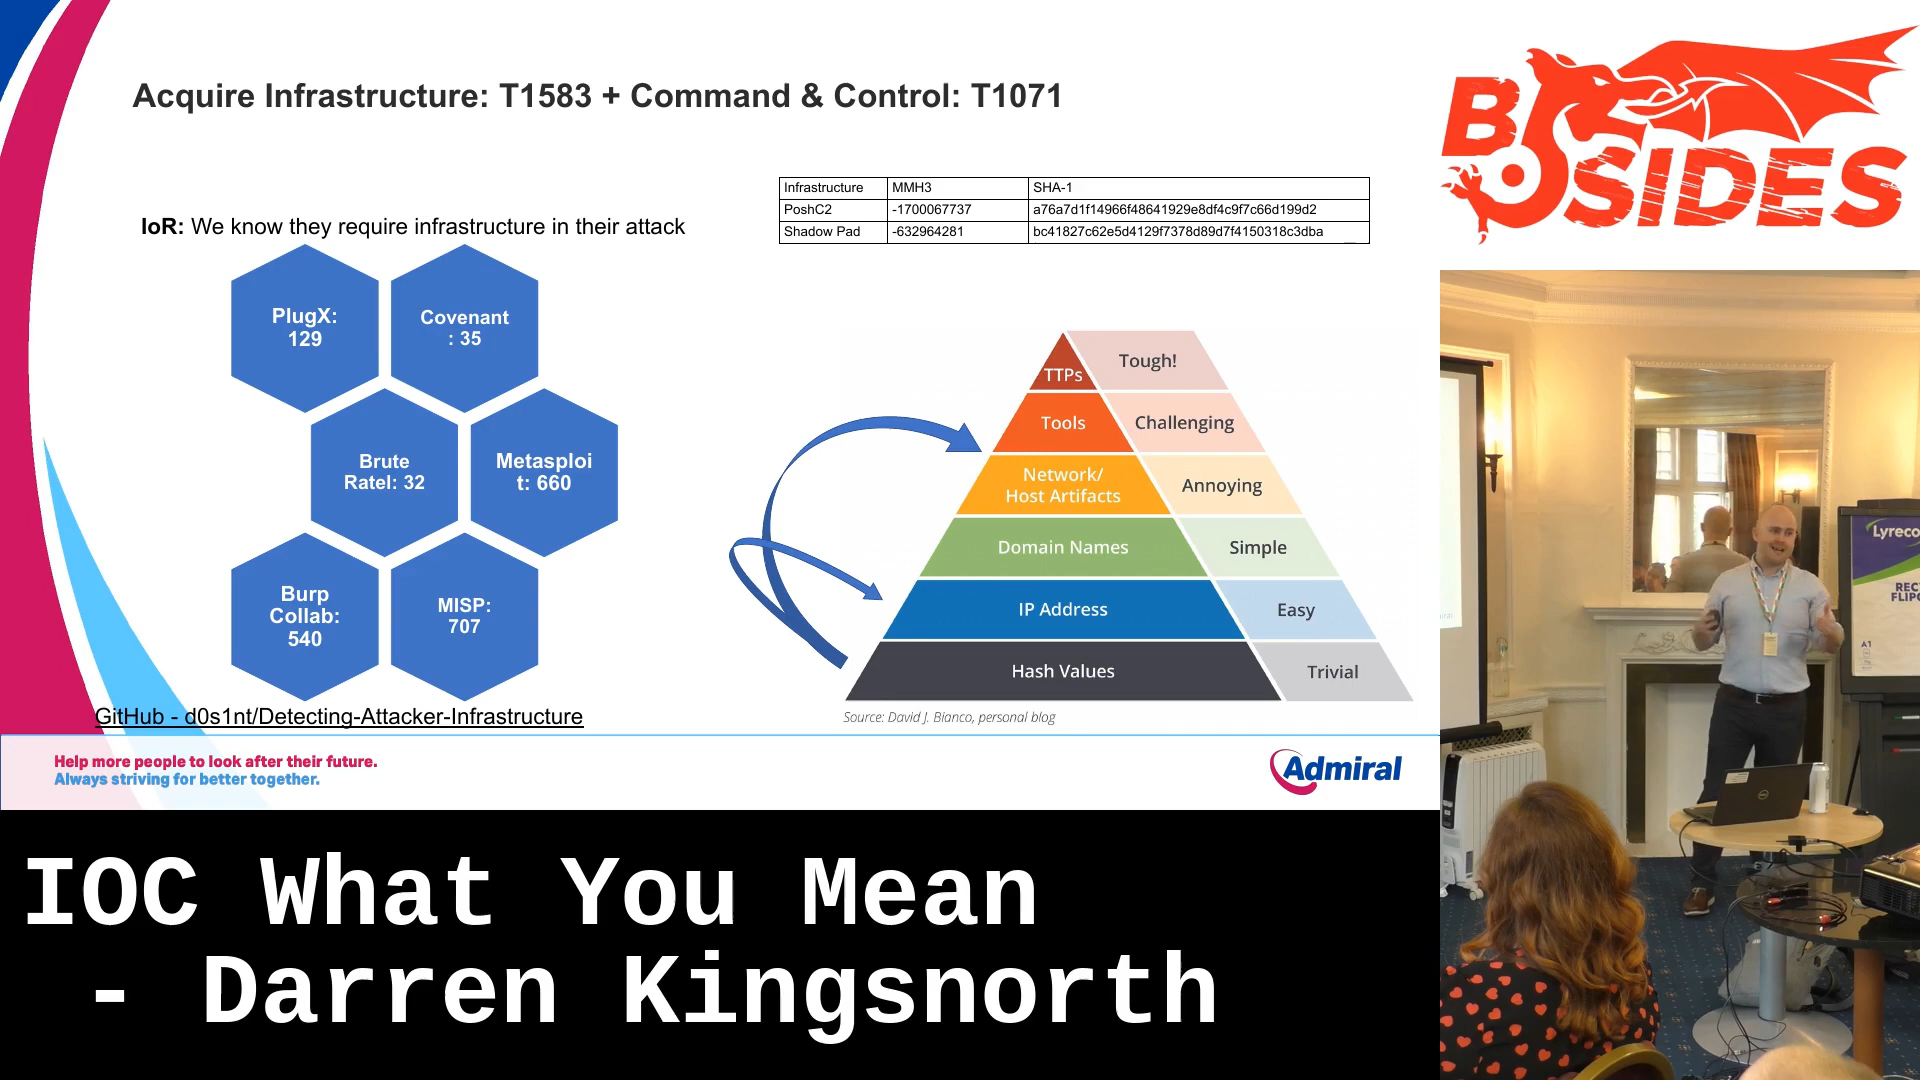 Acquire Infrastructure: T1583 + Command & Control: T1071
IoR: We know they require infrastructure in their attack
Infrastructure MMH3 SHA-1
PoshC2 -1700067737 a76a7d1f14966f48641929e8df4c9f7c66d199d2
Shadow Pad -632964281 bc41827c62e5d4129f7378d89d7f4150318c3dba
PlugX:
129
Covenant
: 35
Brute
Ratel: 32
Metasploi
t: 660
Burp
Collab:
540
MISP:
707
TTPs
Tough!
Tools
Challenging
Network/
Host Artifacts
Annoying
Domain Names
Simple
IP Address
Easy
Hash Values
Trivial
Source: David J. Bianco, personal blog
GitHub - d0s1nt/Detecting-Attacker-Infrastructure
Help more people to look after their future.
Always striving for better together.
Admiral
BSIDES
Lyreco
A1
IOC What You Mean
- Darren Kingsnorth